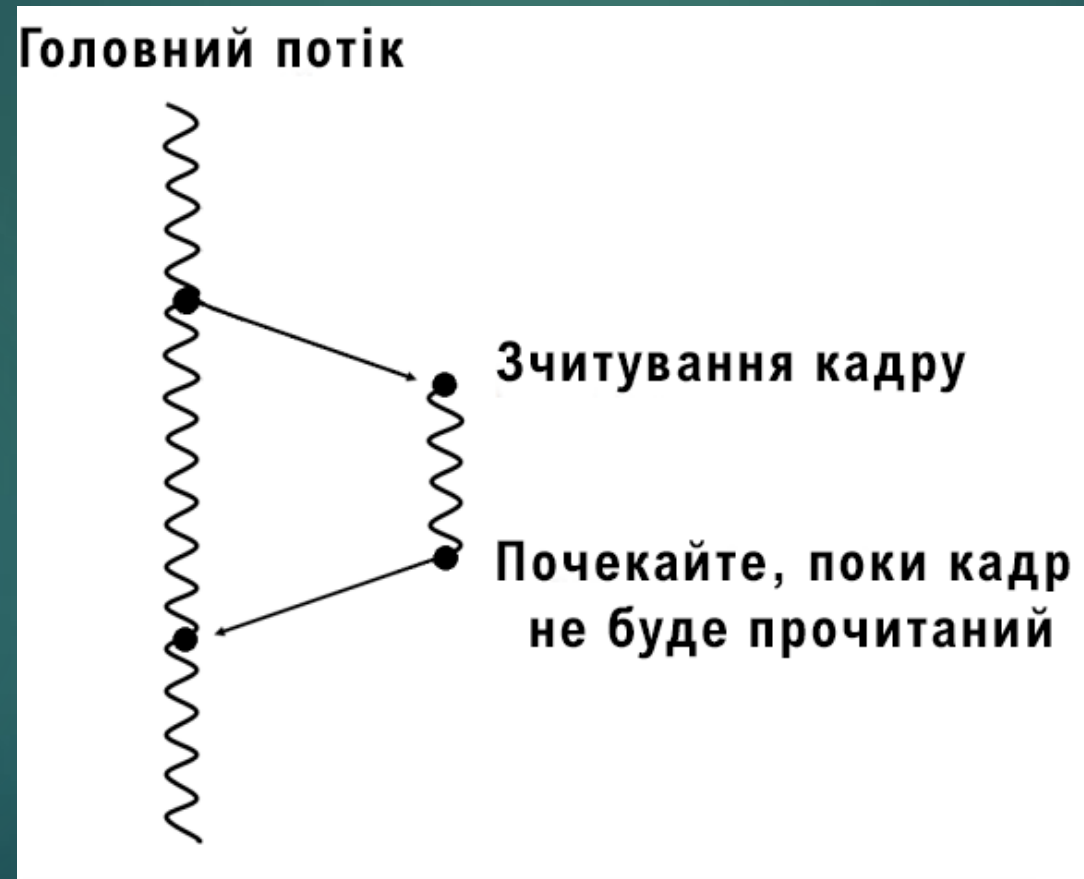 Головний потік
Зчитування кадру
Почекайте, поки кадр
не буде прочитаний